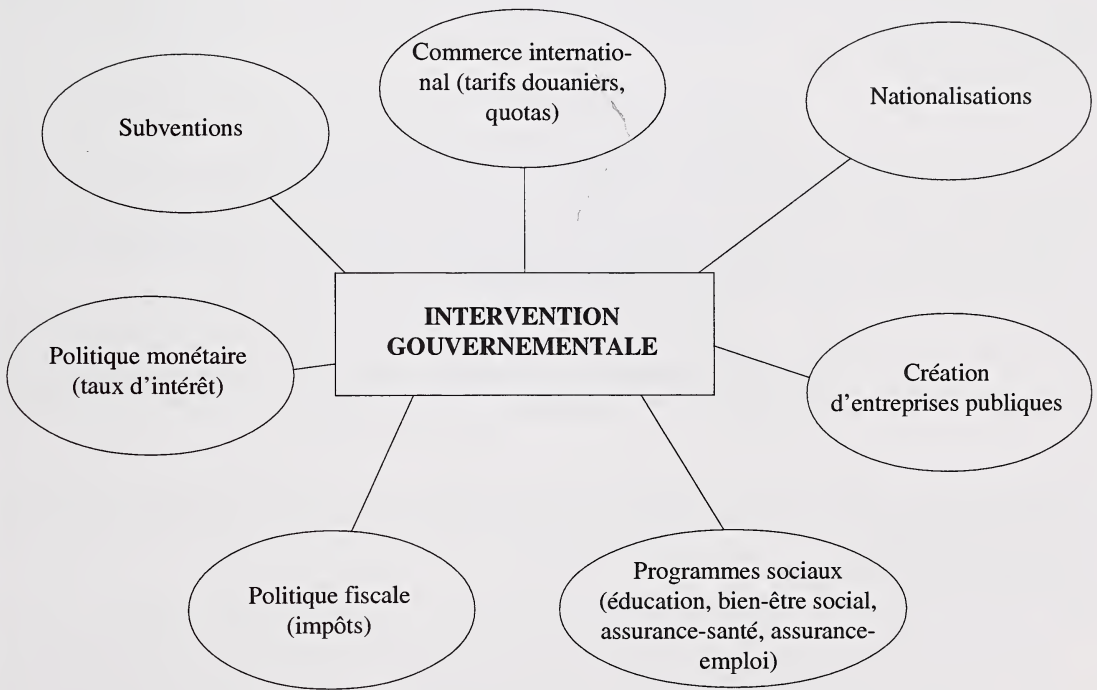 Commerce internatio-
nal (tarifs douaniers,
quotas)
Nationalisations
Subventions
INTERVENTION
GOUVERNEMENTALE
Politique monétaire
(taux d'intérêt)
Création
d'entreprises publiques
Politique fiscale
(impôts)
Programmes sociaux
(éducation, bien-être social,
assurance-santé, assurance-
emploi)